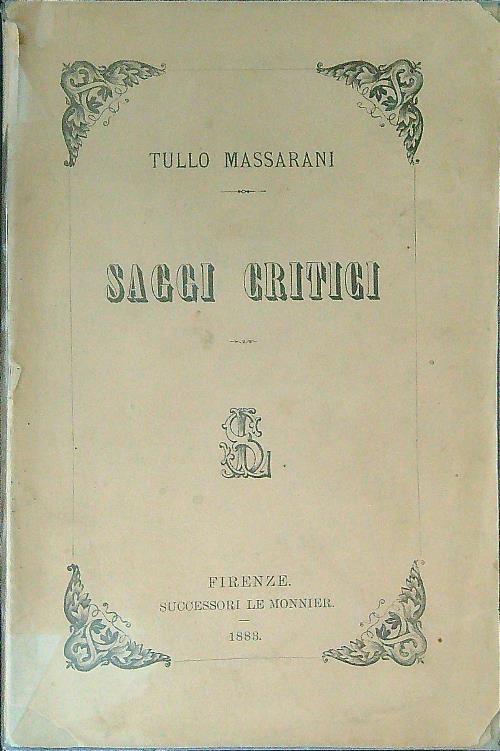 TULLO MASSARANI
SAGGI CRITICI
FIRENZE.
SUCCESSORI LE MONNIER.
1883.